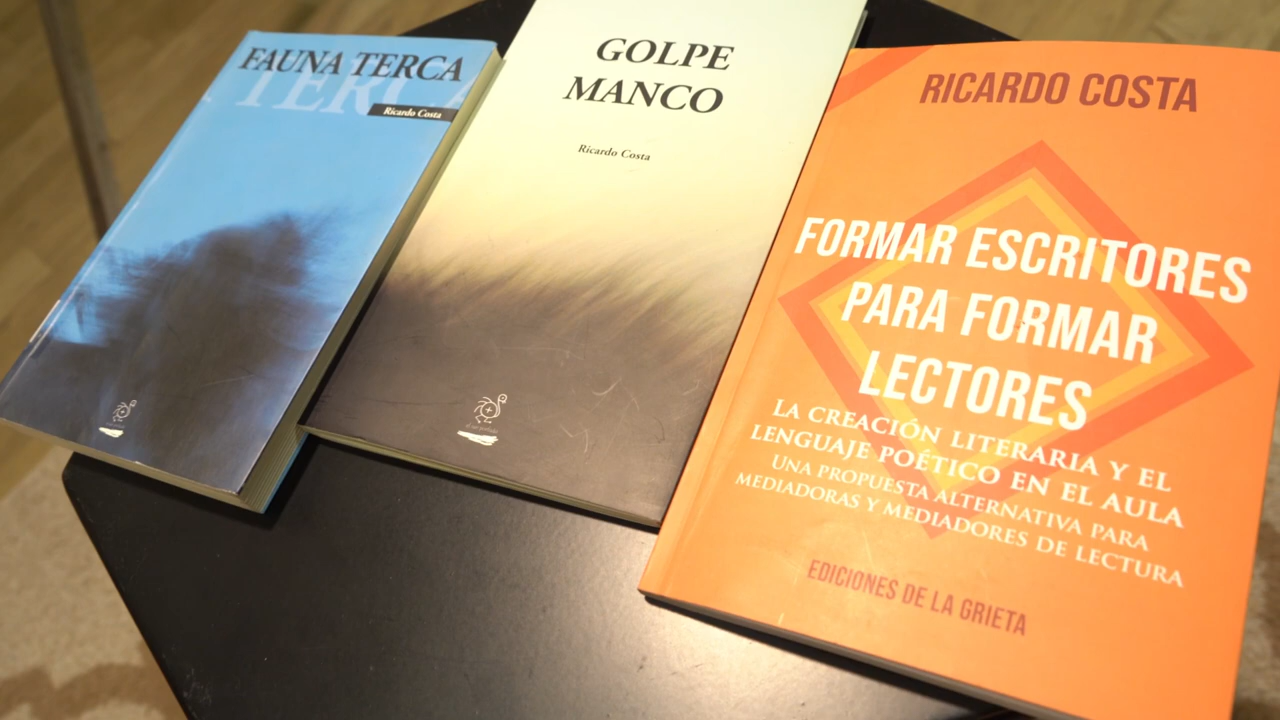 FAUNA TERCA
TERCA
Ricardo Costa
GOLPE
MANCO
Ricardo Costa
RICARDO COSTA
FORMAR ESCRITORES
PARA FORMAR
LECTORES
LA CREACIÓN LITERARIA Y EL
LENGUAJE POÉTICO EN EL AULA
UNA PROPUESTA ALTERNATIVA PARA
MEDIADORAS Y MEDIADORES DE LECTURA
EDICIONES DE LA GRIETA